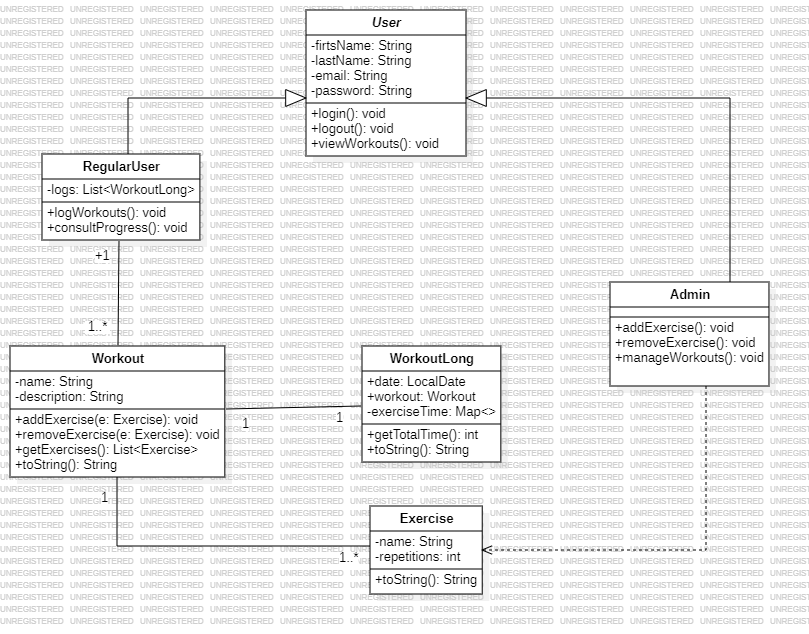 User
-firtsName: String
-lastName: String
-email: String
-password: String
+login(): void
+logout(): void
+viewWorkouts(): void
RegularUser
-logs: List<WorkoutLong>
+logWorkouts(): void
+consultProgress(): void
+1
1..*
Admin
+addExercise(): void
+removeExercise(): void
+manageWorkouts(): void
Workout
-name: String
-description: String
+addExercise(e: Exercise): void
+removeExercise(e: Exercise): void
+getExercises(): List<Exercise>
+toString(): String
1
1
WorkoutLong
+date: LocalDate
+workout: Workout
-exerciseTime: Map<>
+getTotalTime(): int
+toString(): String
1
1..*
Exercise
-name: String
-repetitions: int
+toString(): String
UNREGISTERED